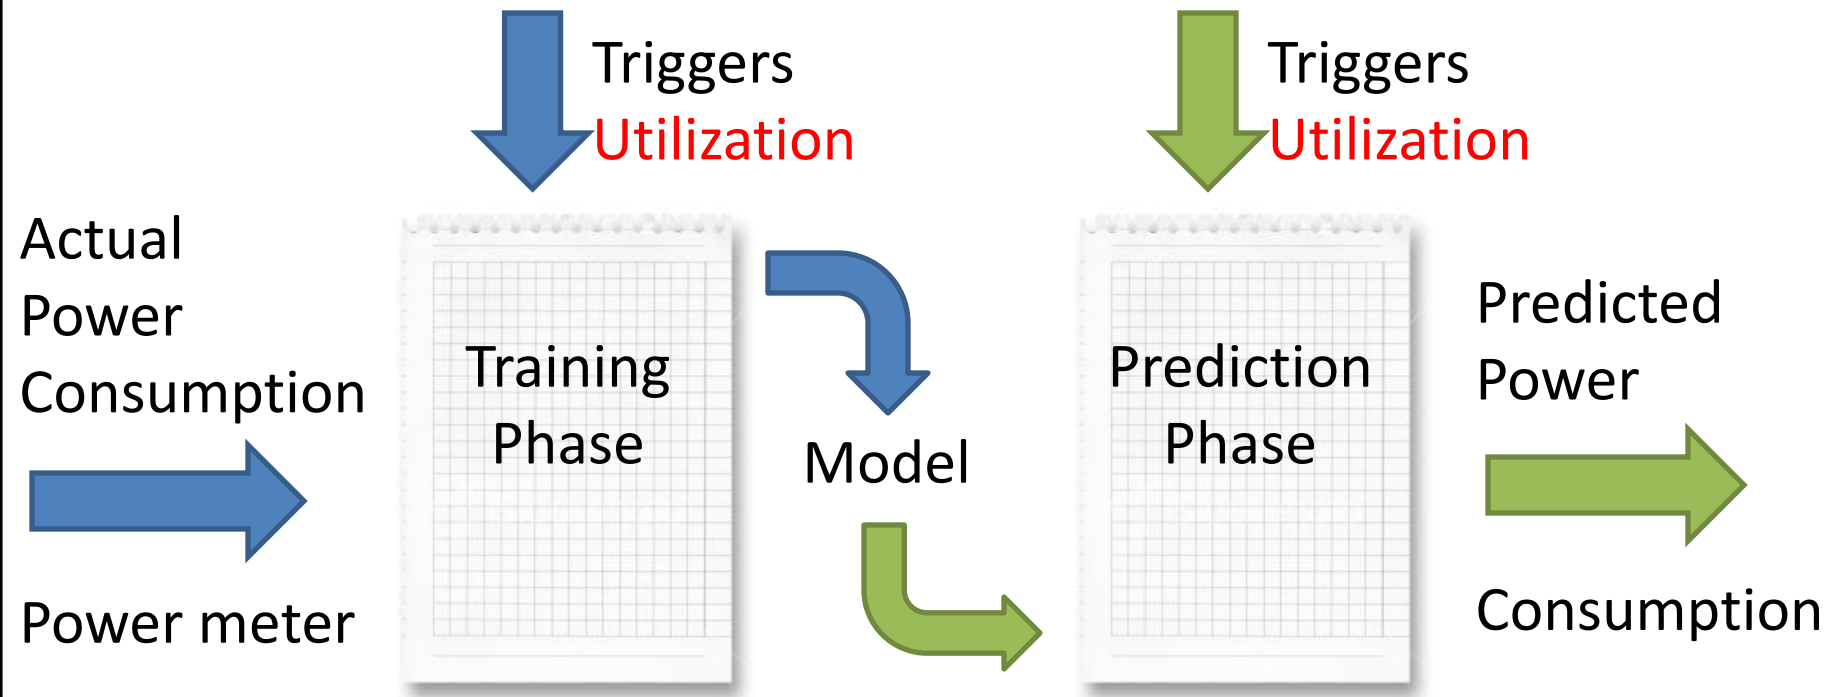 Triggers
Utilization
Triggers
Utilization
Actual
Power
Consumption
Power meter
Training
Phase
Model
Prediction
Phase
Predicted
Power
Consumption